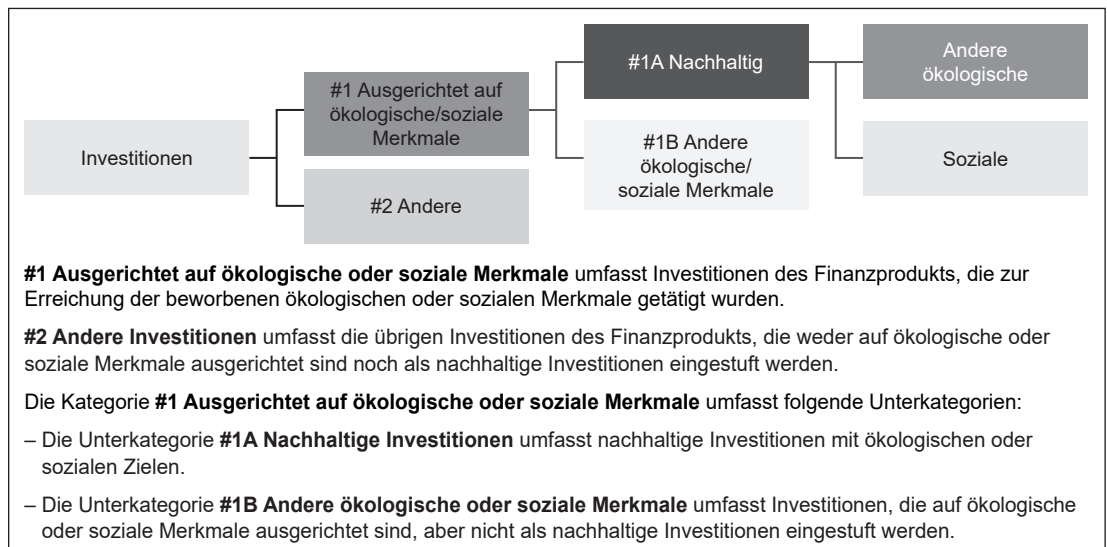 Investitionen
#1 Ausgerichtet auf
ökologische/soziale
Merkmale
#2 Andere
#1A Nachhaltig
#1B Andere
ökologische/
soziale Merkmale
Andere
ökologische
Soziale
#1 Ausgerichtet auf ökologische oder soziale Merkmale umfasst Investitionen des Finanzprodukts, die zur
Erreichung der beworbenen ökologischen oder sozialen Merkmale getätigt wurden.
#2 Andere Investitionen umfasst die übrigen Investitionen des Finanzprodukts, die weder auf ökologische oder
soziale Merkmale ausgerichtet sind noch als nachhaltige Investitionen eingestuft werden.
Die Kategorie #1 Ausgerichtet auf ökologische oder soziale Merkmale umfasst folgende Unterkategorien:
– Die Unterkategorie #1A Nachhaltige Investitionen umfasst nachhaltige Investitionen mit ökologischen oder
sozialen Zielen.
– Die Unterkategorie #1B Andere ökologische oder soziale Merkmale umfasst Investitionen, die auf ökologische
oder soziale Merkmale ausgerichtet sind, aber nicht als nachhaltige Investitionen eingestuft werden.